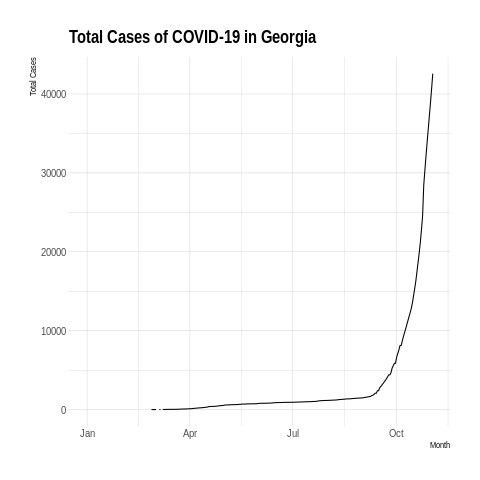 Total Cases of COVID-19 in Georgia
Total Cases
40000
30000
20000
10000
0
Jan Apr Jul Oct
Month